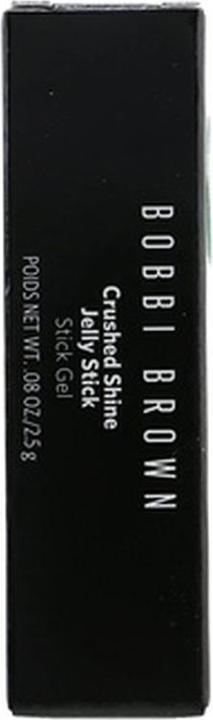 BOBBI BROWN
Crushed Shine
Jelly Stick
Stick Gel
POIDS NET WT. .08 OZ/2.5 g